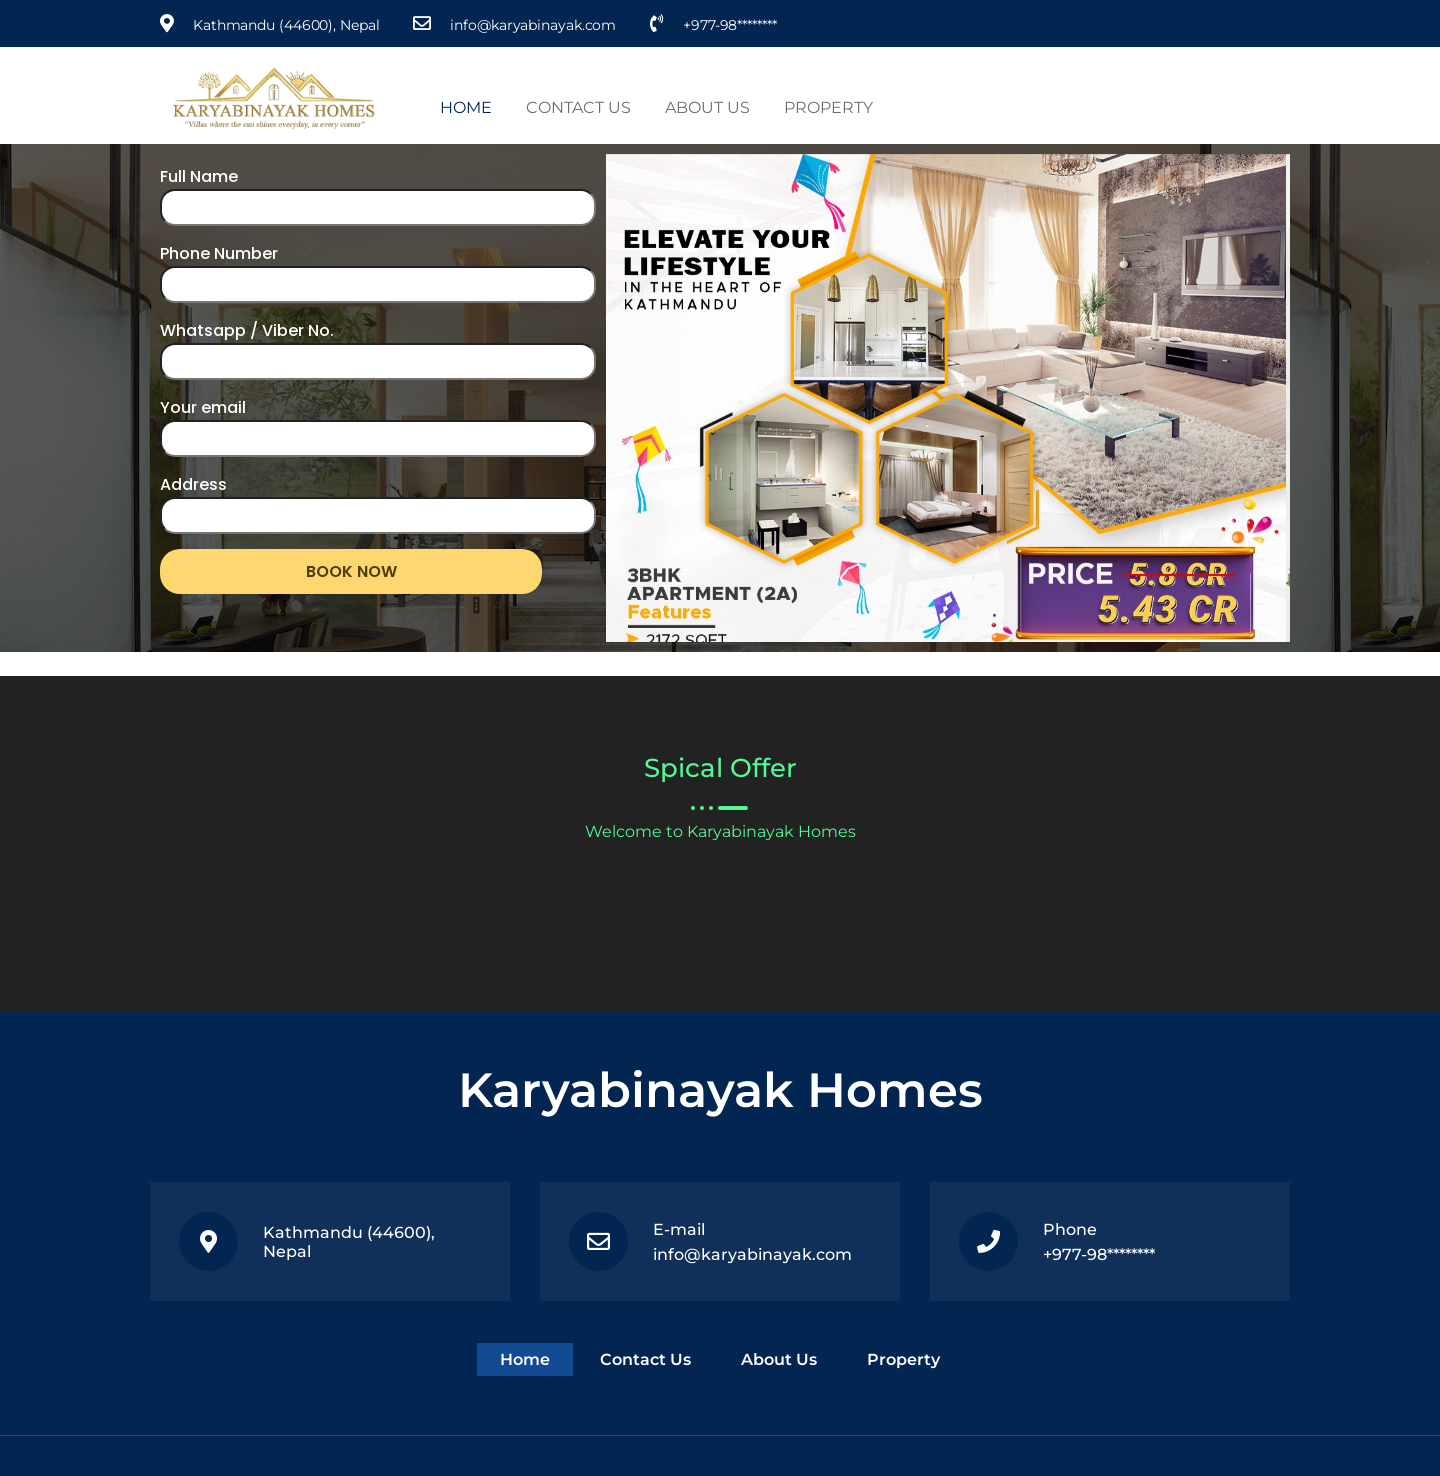 Kathmandu (44600), Nepal
info@karyabinayak.com
+977-98********
KARYABINAYAK HOMES
"Villas where the sun shines everyday, in every corner"
HOME
CONTACT US
ABOUT US
PROPERTY
Full Name
Phone Number
Whatsapp / Viber No.
Your email
Address
BOOK NOW
ELEVATE YOUR
LIFESTYLE
IN THE HEART OF
KATHMANDU
3BHK
APARTMENT (2A)
Features
2172 SQFT
PRICE 5.8 CR
5.43 CR
Spical Offer
Welcome to Karyabinayak Homes
Karyabinayak Homes
Kathmandu (44600),
Nepal
E-mail
info@karyabinayak.com
Phone
+977-98********
Home
Contact Us
About Us
Property